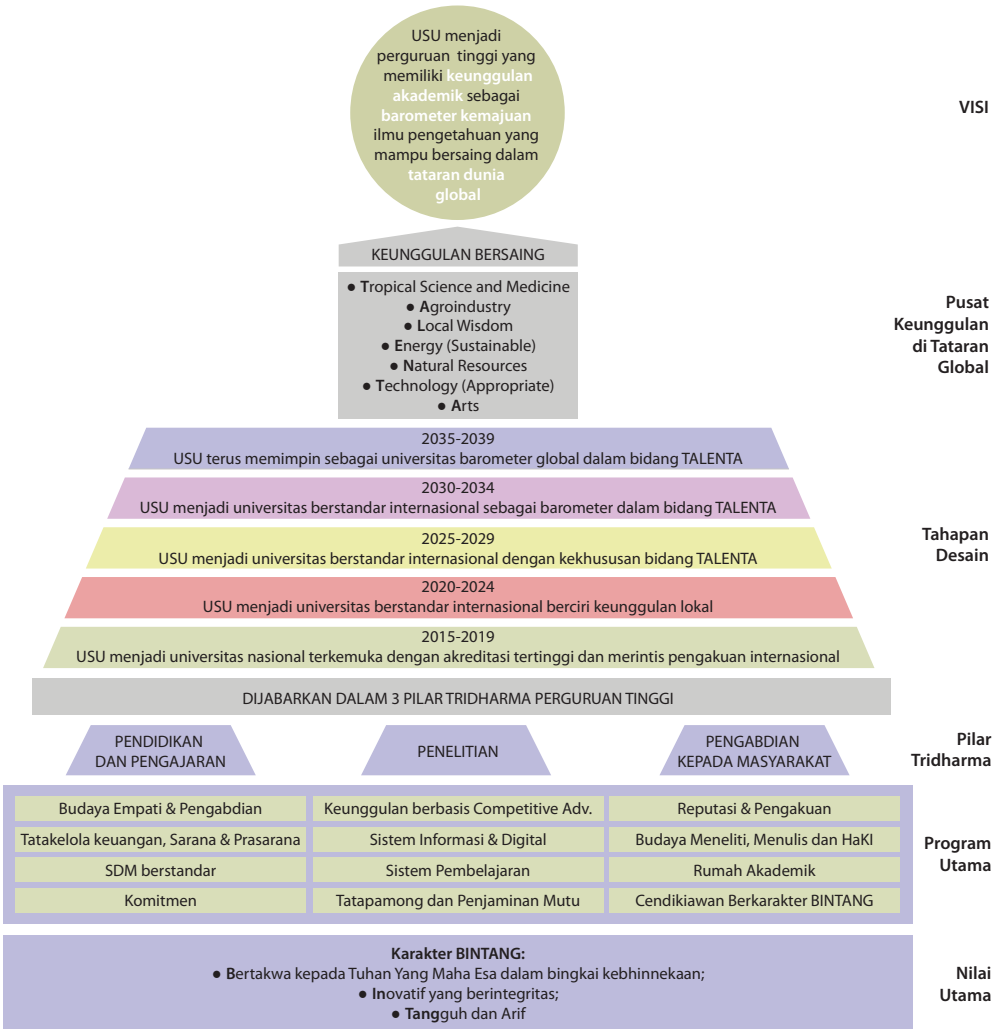 USU menjadi
perguruan tinggi yang
memiliki keunggulan
akademik sebagai
barometer kemajuan
ilmu pengetahuan yang
mampu bersaing dalam
tataran dunia
global
VISI
KEUNGGULAN BERSAING
● Tropical Science and Medicine
● Agroindustry
● Local Wisdom
● Energy (Sustainable)
● Natural Resources
● Technology (Appropriate)
● Arts
Pusat
Keunggulan
di Tataran
Global
2035-2039
USU terus memimpin sebagai universitas barometer global dalam bidang TALENTA
2030-2034
USU menjadi universitas berstandar internasional sebagai barometer dalam bidang TALENTA
2025-2029
USU menjadi universitas berstandar internasional dengan kekhususan bidang TALENTA
2020-2024
USU menjadi universitas berstandar internasional berciri keunggulan lokal
2015-2019
USU menjadi universitas nasional terkemuka dengan akreditasi tertinggi dan merintis pengakuan internasional
Tahapan
Desain
DIJABARKAN DALAM 3 PILAR TRIDHARMA PERGURUAN TINGGI
PENDIDIKAN
DAN PENGAJARAN
PENELITIAN
PENGABDIAN
KEPADA MASYARAKAT
Pilar
Tridharma
Budaya Empati & Pengabdian
Keunggulan berbasis Competitive Adv.
Reputasi & Pengakuan
Tatakelola keuangan, Sarana & Prasarana
Sistem Informasi & Digital
Budaya Meneliti, Menulis dan HaKI
SDM berstandar
Sistem Pembelajaran
Rumah Akademik
Komitmen
Tatapamong dan Penjaminan Mutu
Cendikiawan Berkarakter BINTANG
Program
Utama
Karakter BINTANG:
● Bertakwa kepada Tuhan Yang Maha Esa dalam bingkai kebhinnekaan;
● Inovatif yang berintegritas;
● Tangguh dan Arif
Nilai
Utama